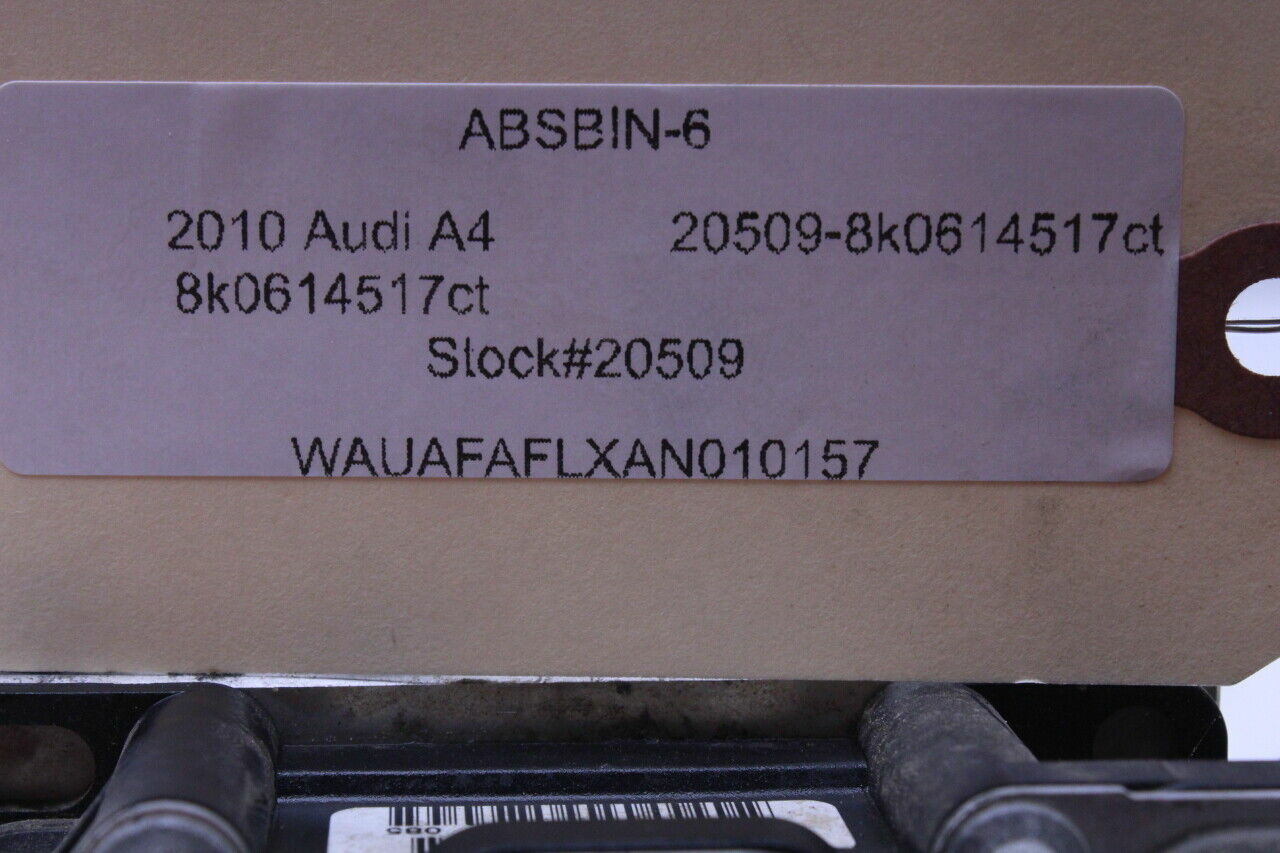 ABSBIN-6
2010 Audi A4 20509-8k0614517ct
8k0614517ct
Stock#20509
WAUAFAFLXAN010157